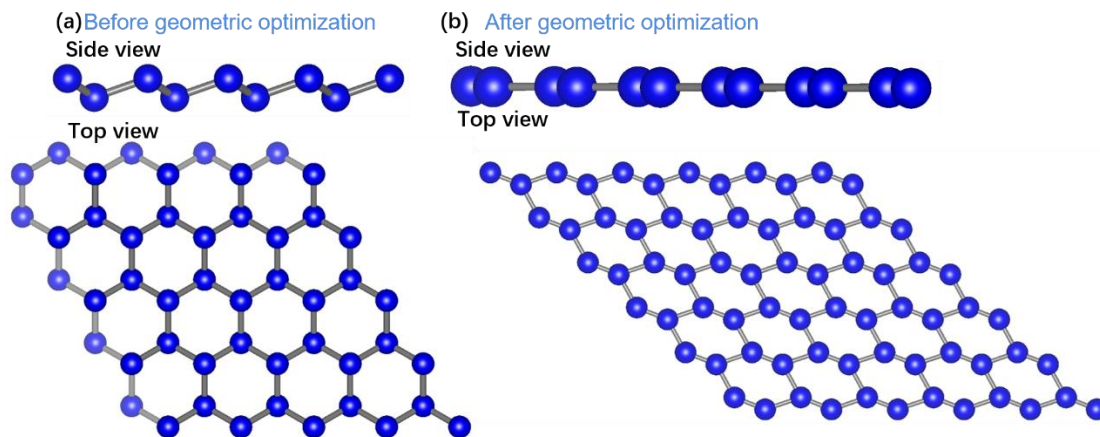 (a)Before geometric optimization
Side view
Top view
(b) After geometric optimization
Side view
Top view